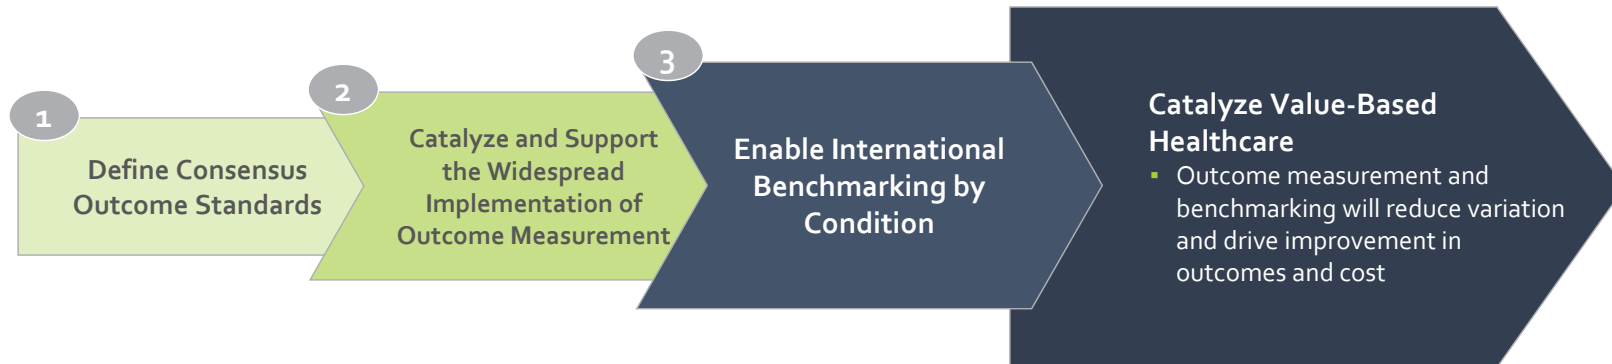 1
Define Consensus
Outcome Standards
2
Catalyze and Support
the Widespread
Implementation of
Outcome Measurement
3
Enable International
Benchmarking by
Condition
Catalyze Value-Based
Healthcare
▪ Outcome measurement and
benchmarking will reduce variation
and drive improvement in
outcomes and cost